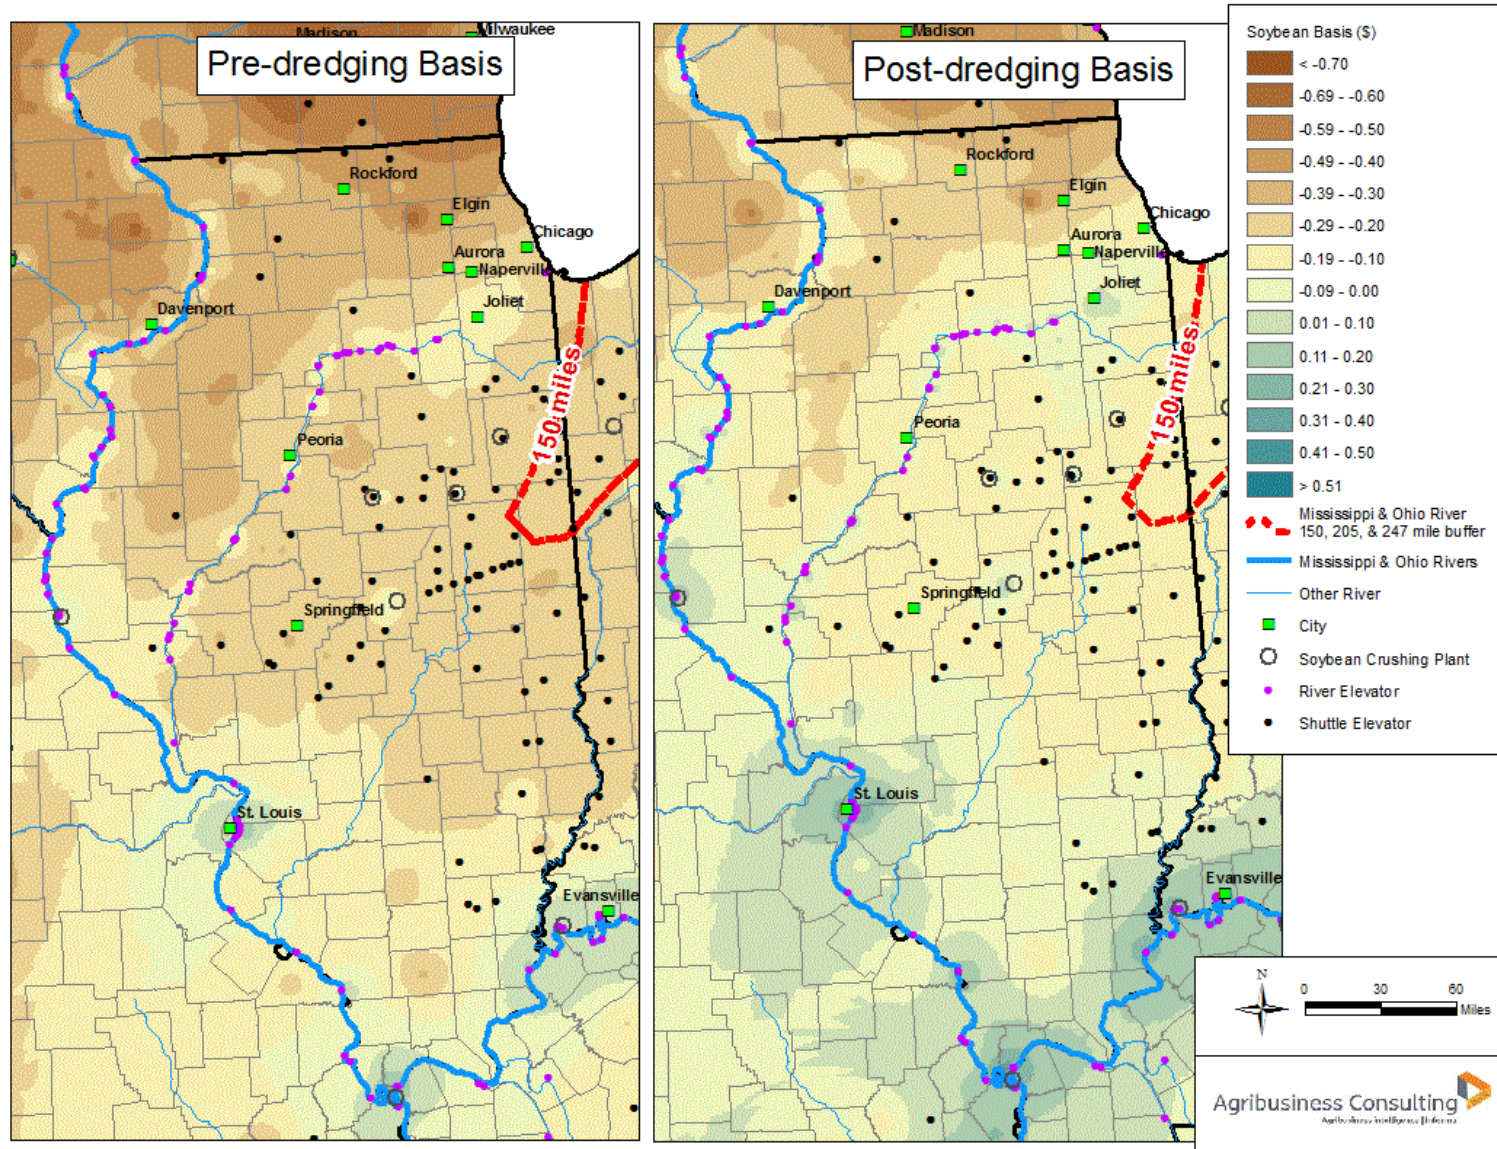 Madison
Milwaukee
Pre-dredging Basis
Rockford
Elgin
Chicago
Aurora
Naperville
Joliet
Davenport
150 miles
Peoria
Springfield
St. Louis
Evansville
Madison
Post-dredging Basis
Rockford
Elgin
Chicago
Aurora
Naperville
Joliet
Davenport
150 miles
Peoria
Springfield
St. Louis
Evansville
Soybean Basis ($)
< -0.70
-0.69 - -0.60
-0.59 - -0.50
-0.49 - -0.40
-0.39 - -0.30
-0.29 - -0.20
-0.19 - -0.10
-0.09 - 0.00
0.01 - 0.10
0.11 - 0.20
0.21 - 0.30
0.31 - 0.40
0.41 - 0.50
> 0.51
Mississippi & Ohio River
150, 205, & 247 mile buffer
Mississippi & Ohio Rivers
Other River
City
Soybean Crushing Plant
River Elevator
Shuttle Elevator
N
0 30 60
Miles
Agribusiness Consulting
Agribusiness intelligence | Informa